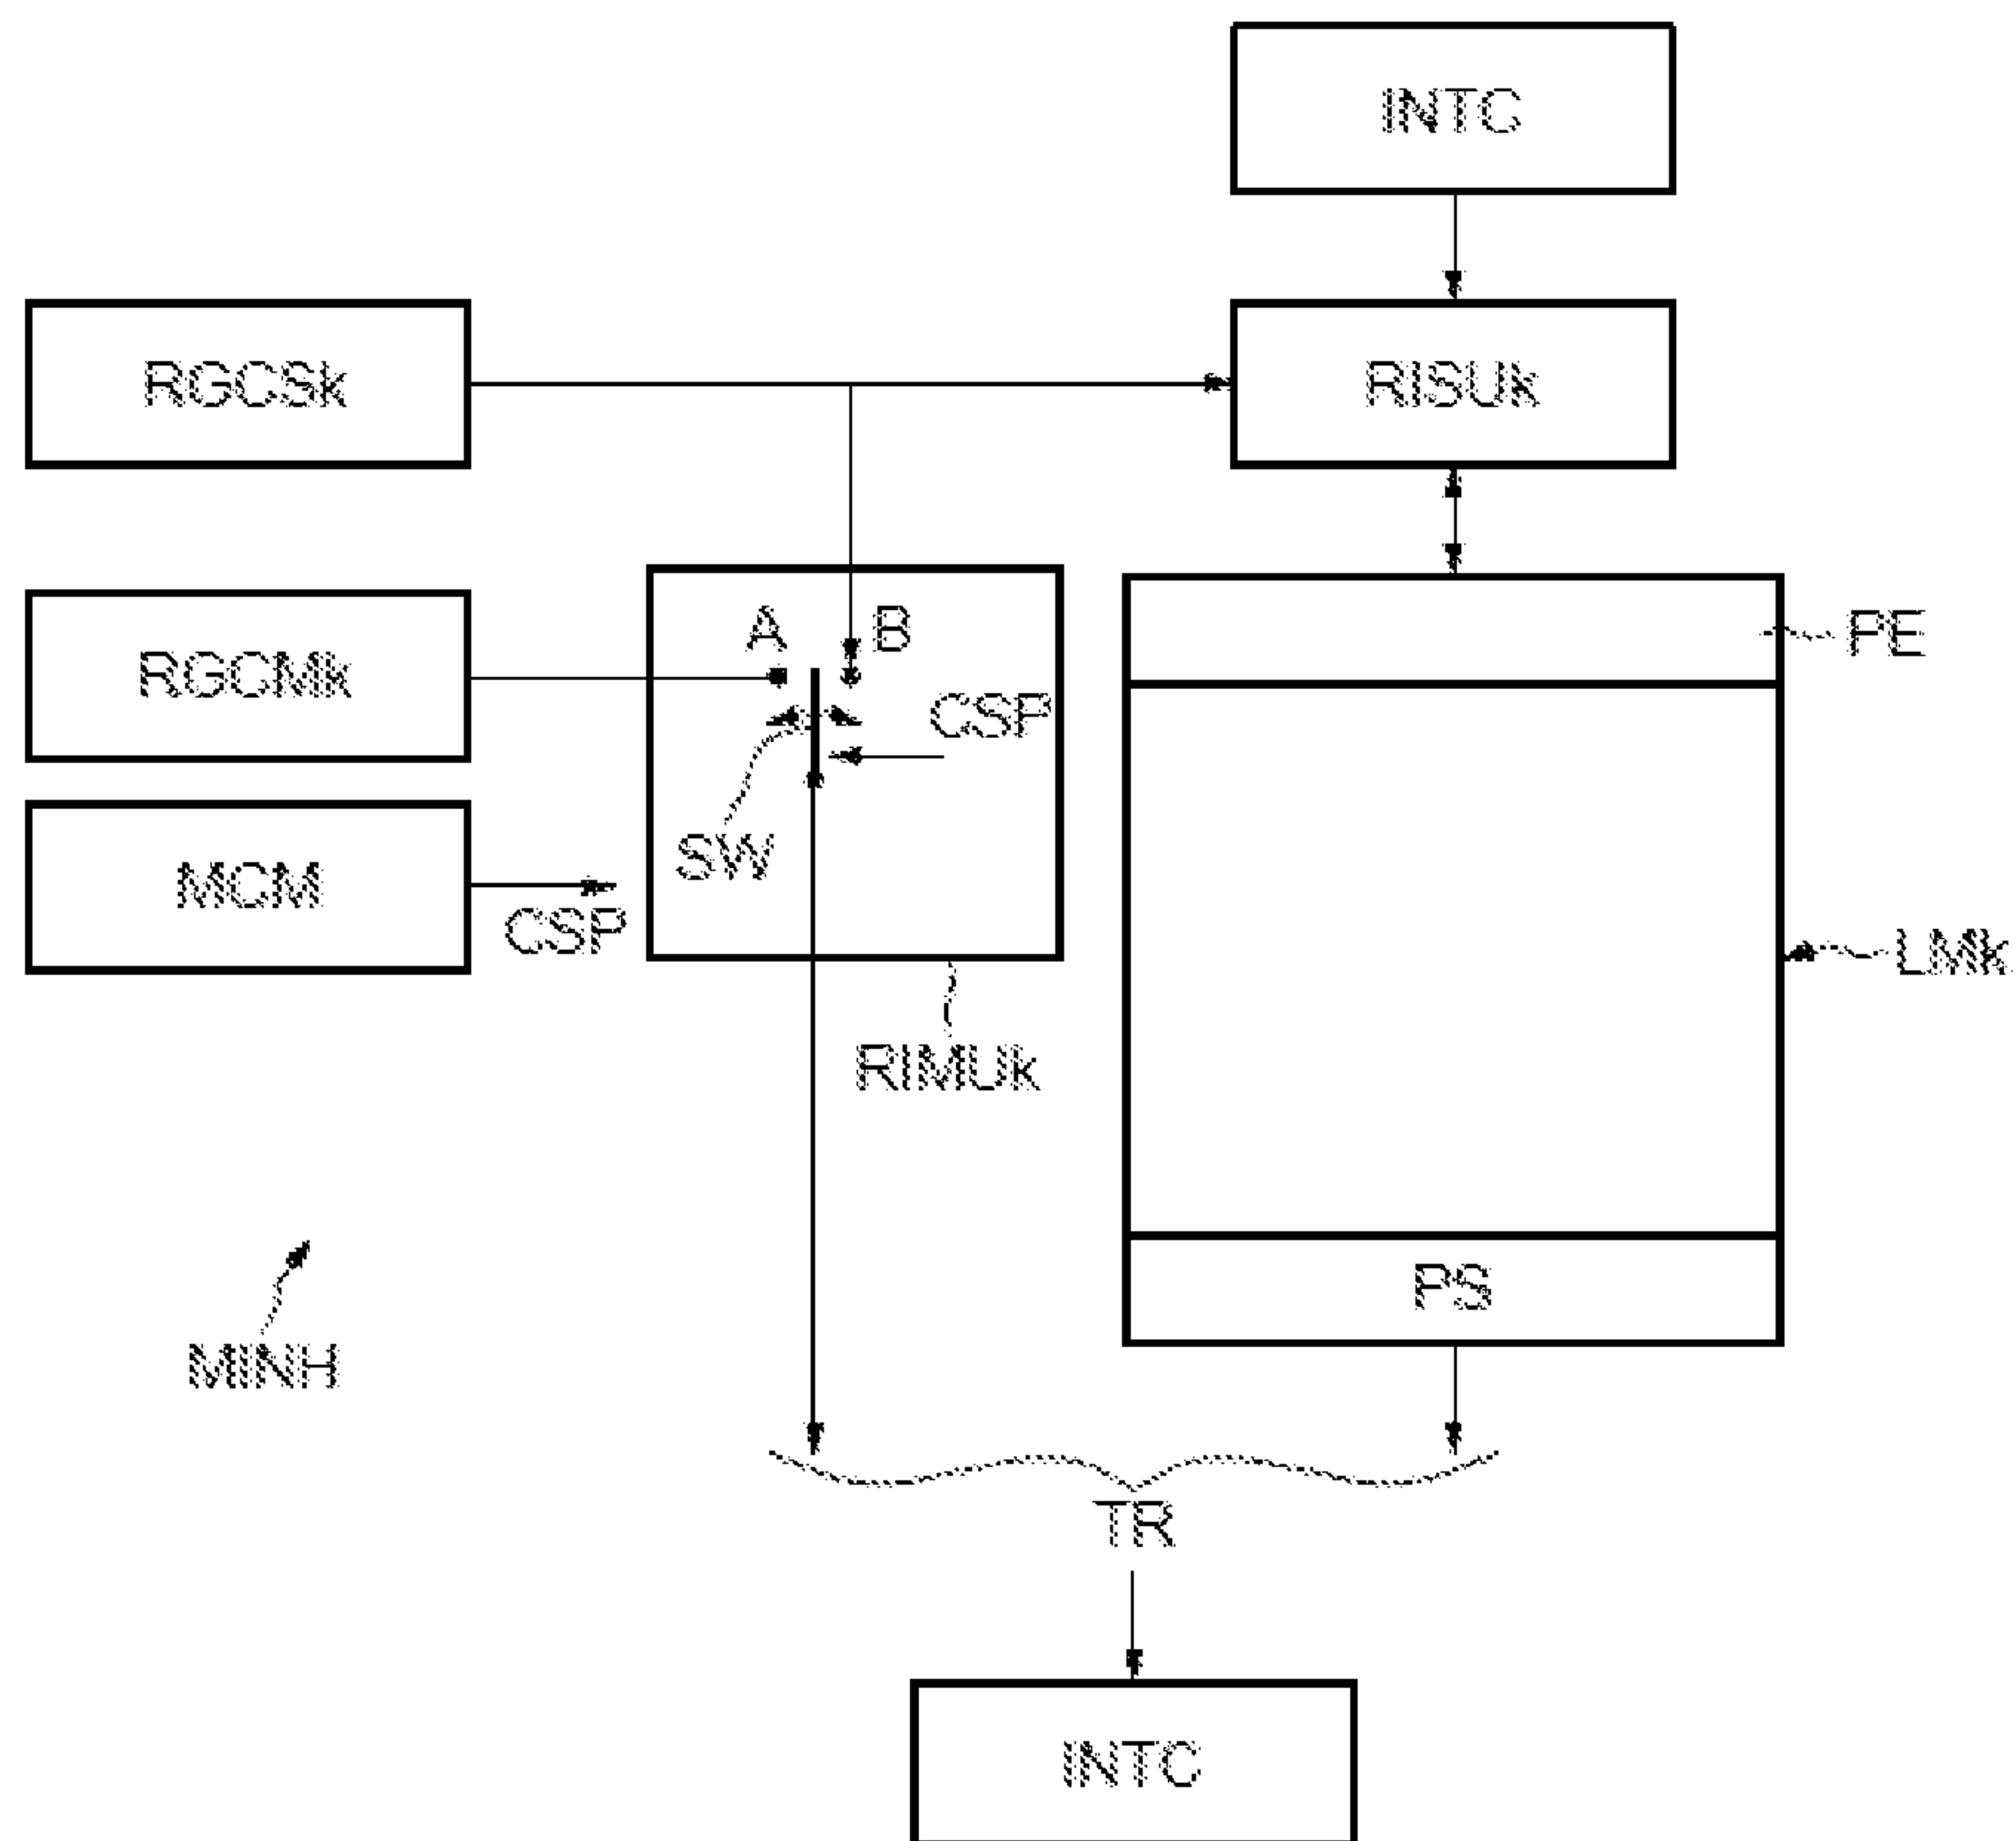 INTC
RGCSk
RISUk
A B
PE
RGCMk
CSP
SW
MCM
CSP
LMk
RIMUk
PS
MINH
TR
INTC